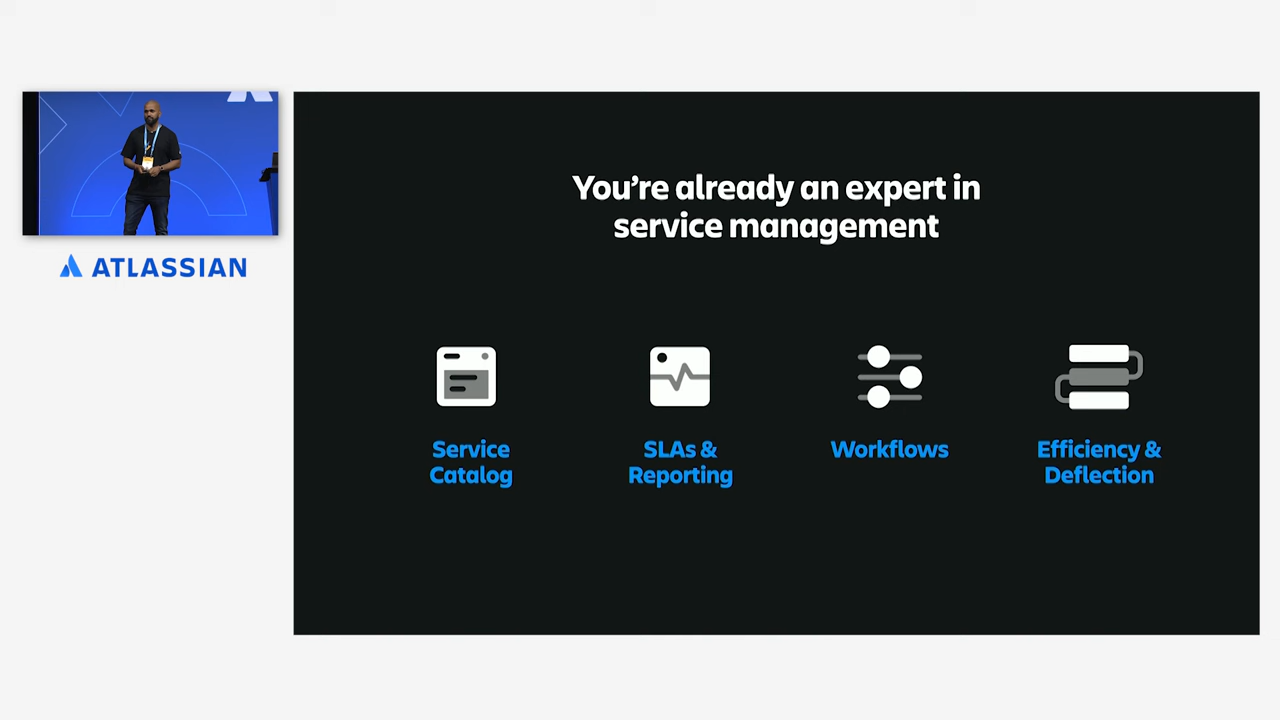 ATLASSIAN
You're already an expert in
service management
Service
Catalog
SLAs &
Reporting
Workflows
Efficiency &
Deflection